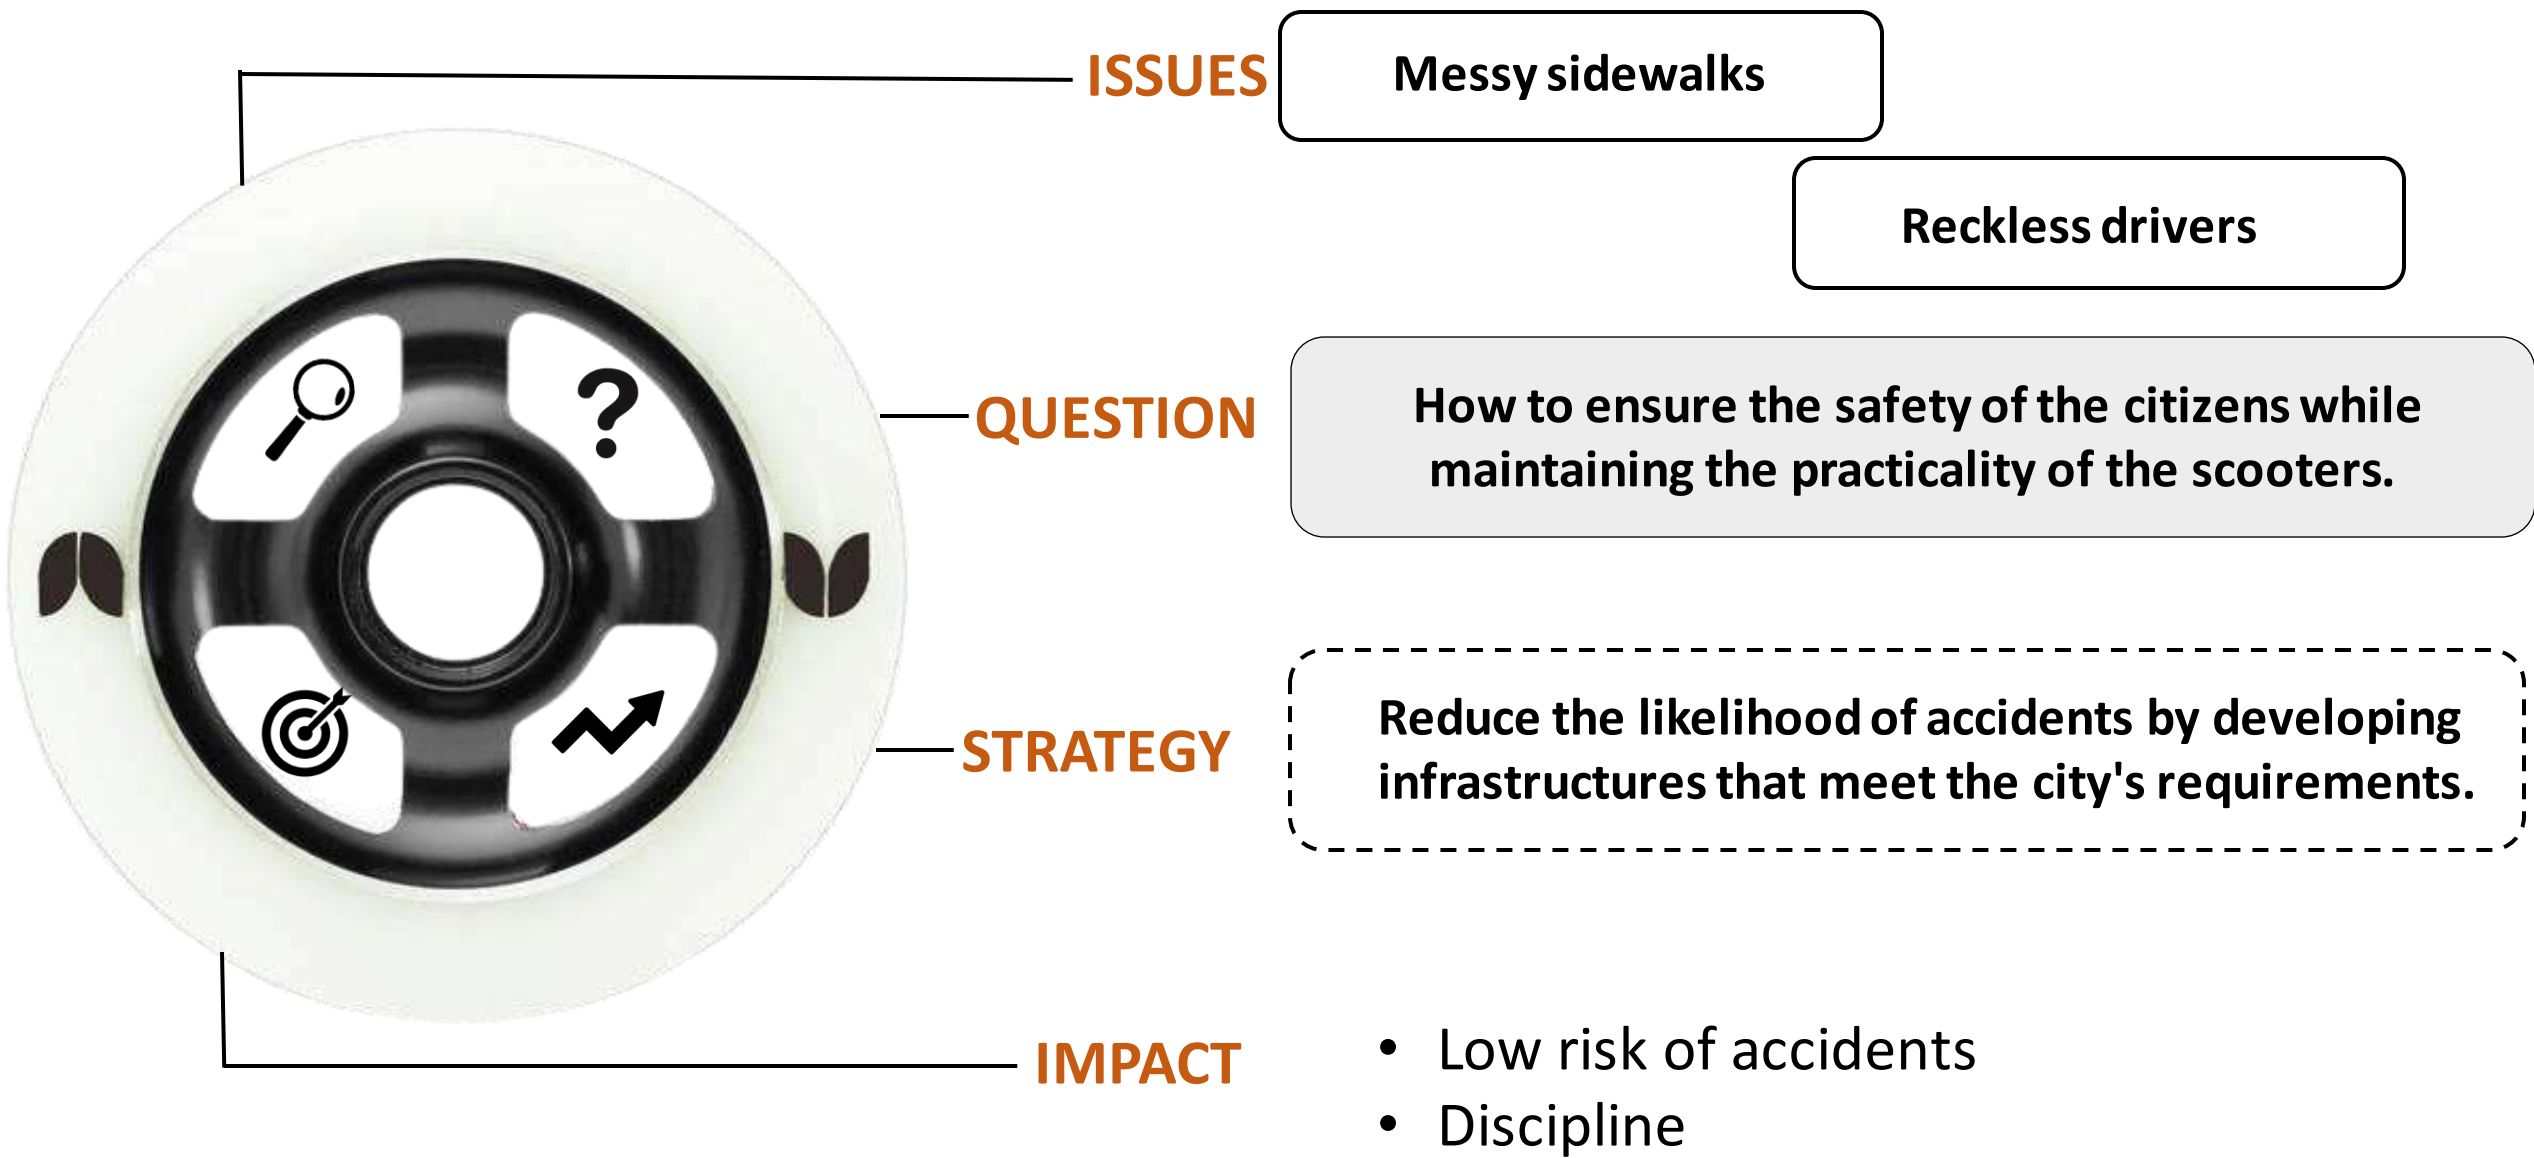 ISSUES
Messy sidewalks
Reckless drivers
QUESTION
How to ensure the safety of the citizens while
maintaining the practicality of the scooters.
STRATEGY
Reduce the likelihood of accidents by developing
infrastructures that meet the city's requirements.
IMPACT
• Low risk of accidents
• Discipline